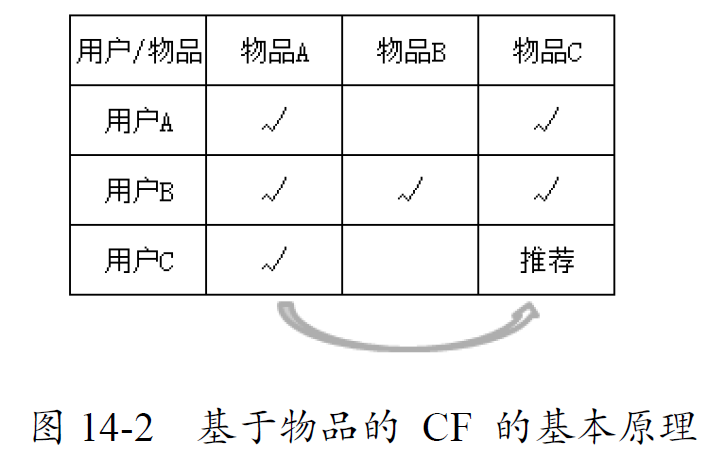 用户/物品 物品A 物品B 物品C
用户A √ √
用户B √ √ √
用户C √ 推荐
图 14-2 基于物品的 CF 的基本原理